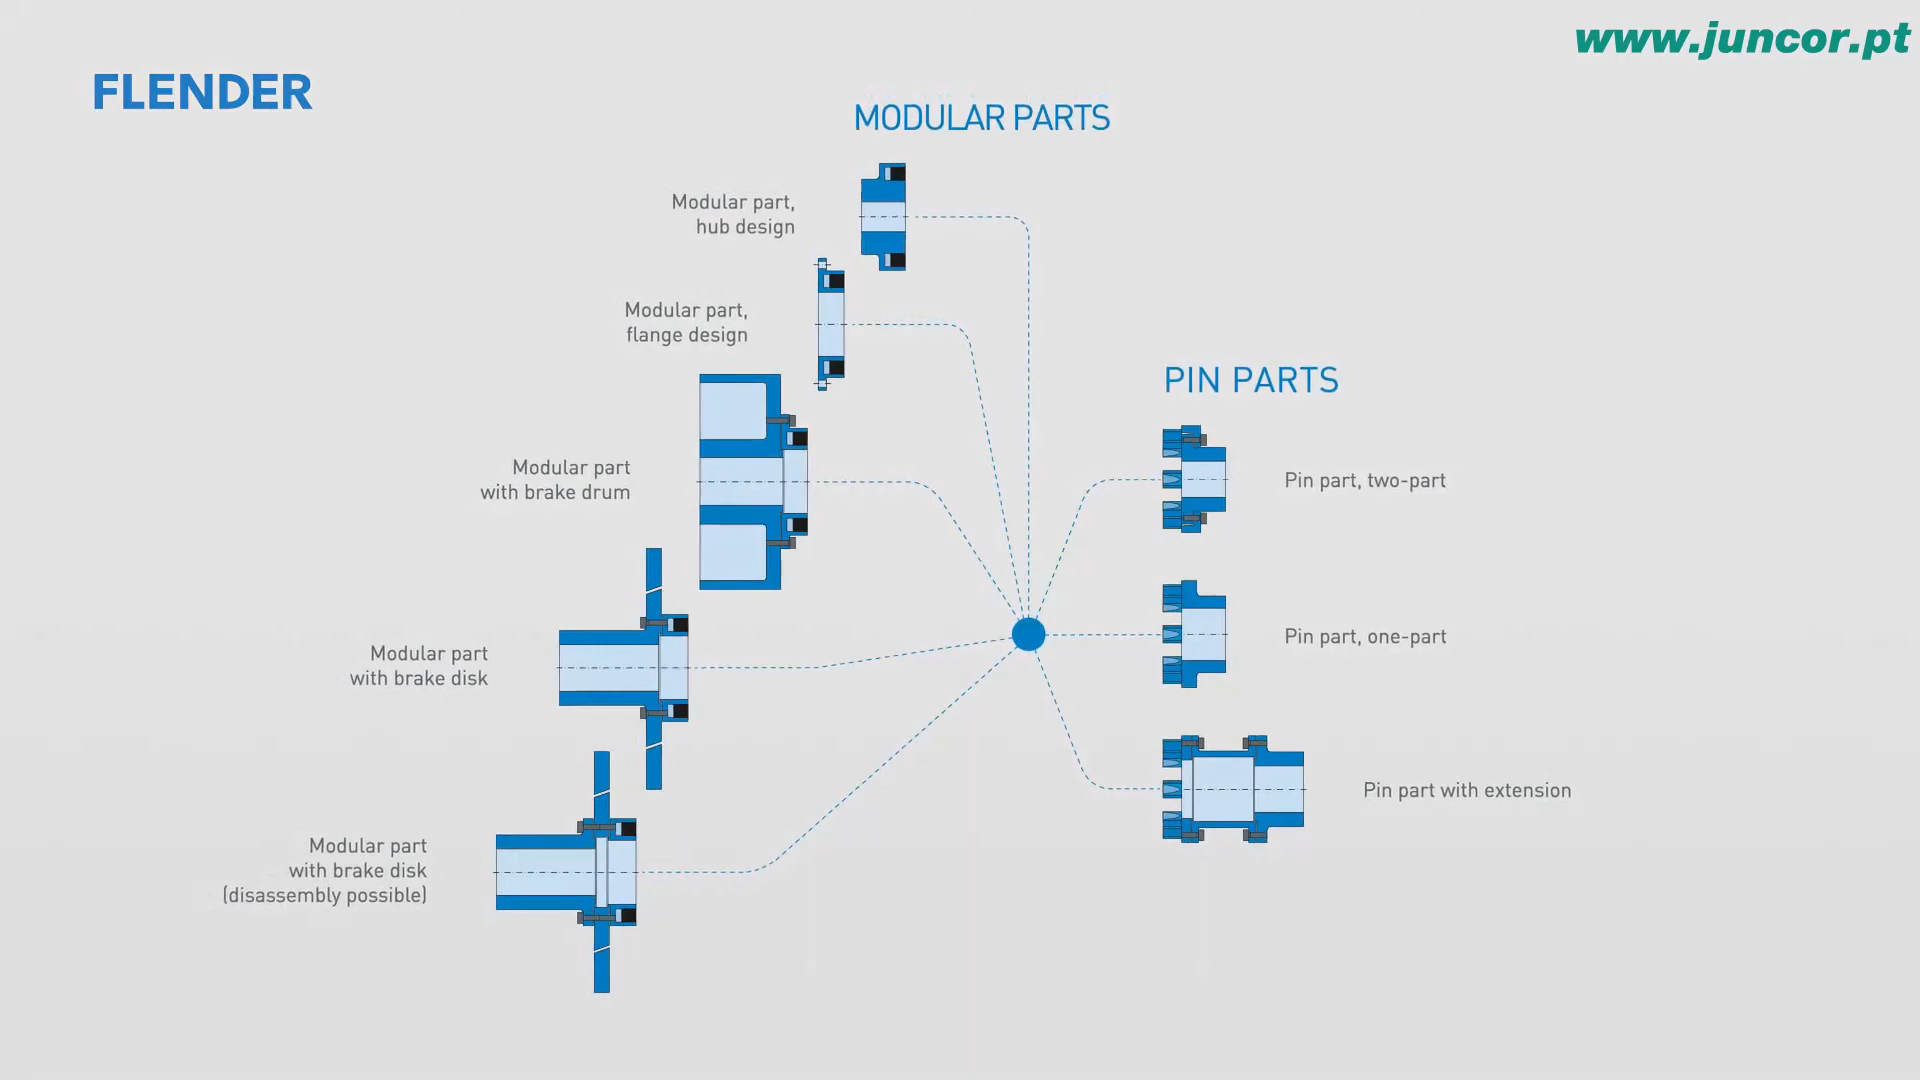 www.juncor.pt
FLENDER
MODULAR PARTS
Modular part,
hub design
Modular part,
flange design
Modular part
with brake drum
Modular part
with brake disk
Modular part
with brake disk
(disassembly possible)
PIN PARTS
Pin part, two-part
Pin part, one-part
Pin part with extension